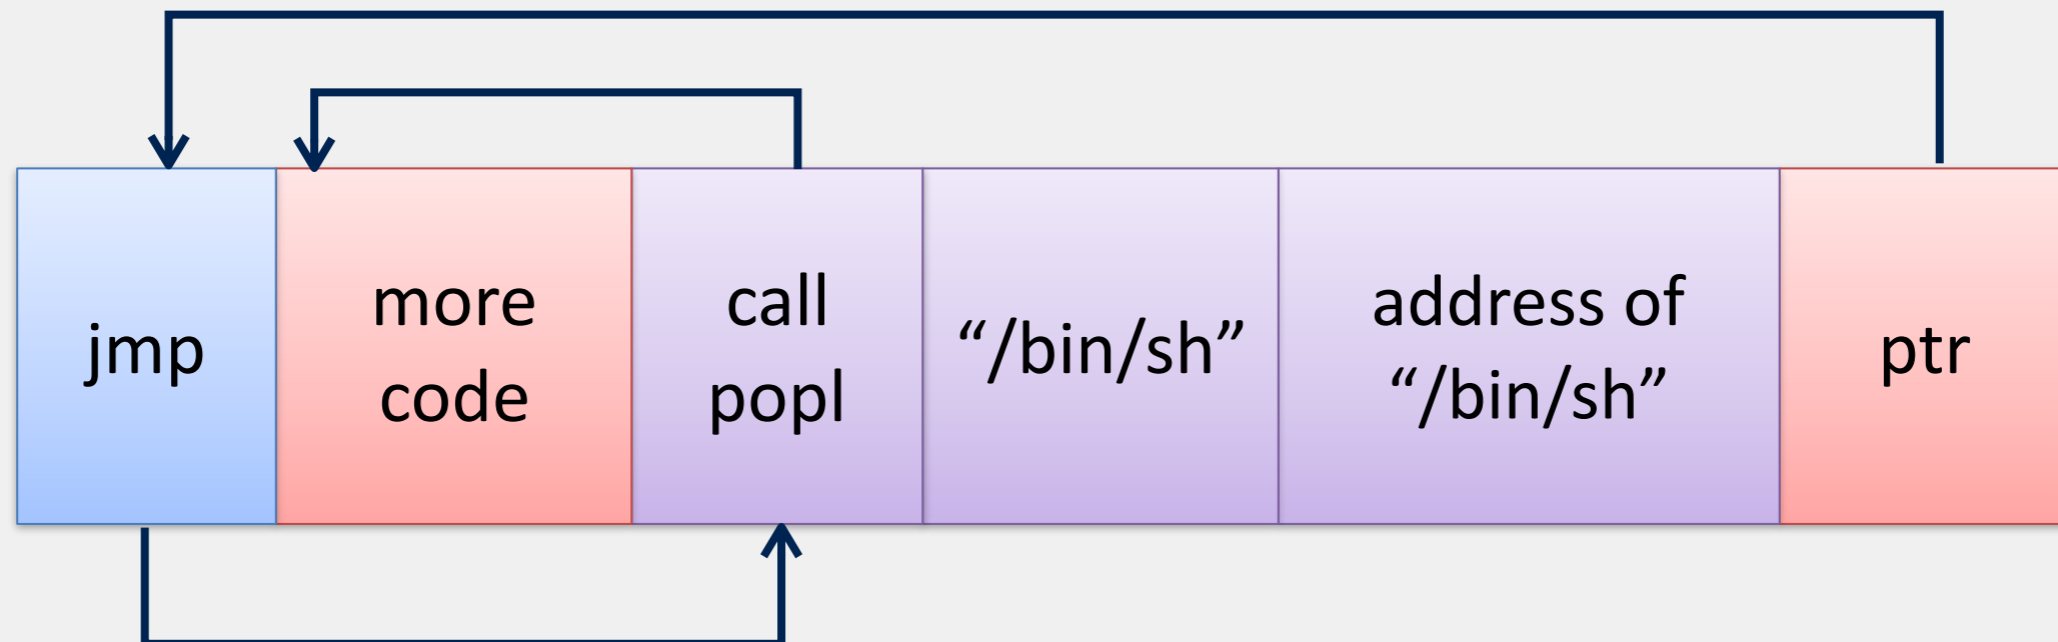 jmp
more
code
call
popl
“/bin/sh”
address of
“/bin/sh”
ptr